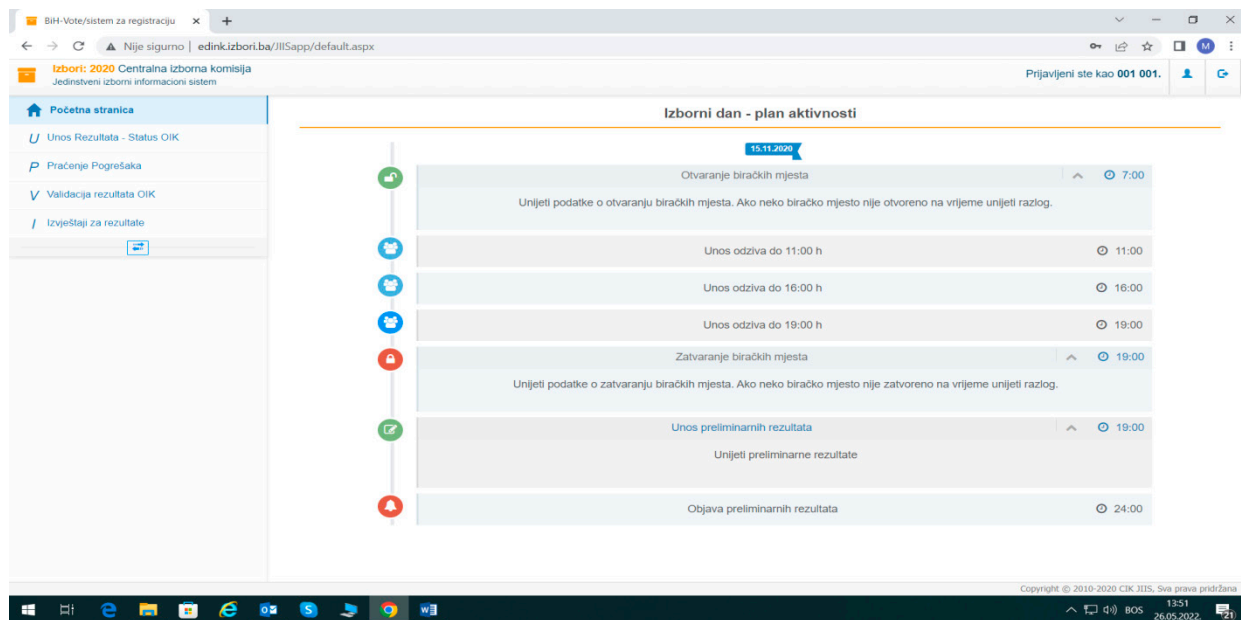 BiH-Vote/sistem za registraciju
Nije sigurno | edink.izbori.ba/JIISapp/default.aspx
M
Izbori: 2020 Centralna izborna komisija
Jedinstveni izborni informacioni sistem
Prijavljeni ste kao 001 001.
Početna stranica
U Unos Rezultata - Status OIK
P Praćenje Pogrešaka
V Validacija rezultata OIK
I Izvještaji za rezultate
Izborni dan - plan aktivnosti
15.11.2020
Otvaranje biračkih mjesta 7:00
Unijeti podatke o otvaranju biračkih mjesta. Ako neko biračko mjesto nije otvoreno na vrijeme unijeti razlog.
Unos odziva do 11:00 h 11:00
Unos odziva do 16:00 h 16:00
Unos odziva do 19:00 h 19:00
Zatvaranje biračkih mjesta 19:00
Unijeti podatke o zatvaranju biračkih mjesta. Ako neko biračko mjesto nije zatvoreno na vrijeme unijeti razlog.
Unos preliminarnih rezultata 19:00
Unijeti preliminarne rezultate
Objava preliminarnih rezultata 24:00
Copyright © 2010-2020 CIK JIIS, Sva prava pridržana
BOS
13:51
26.05.2022.
21